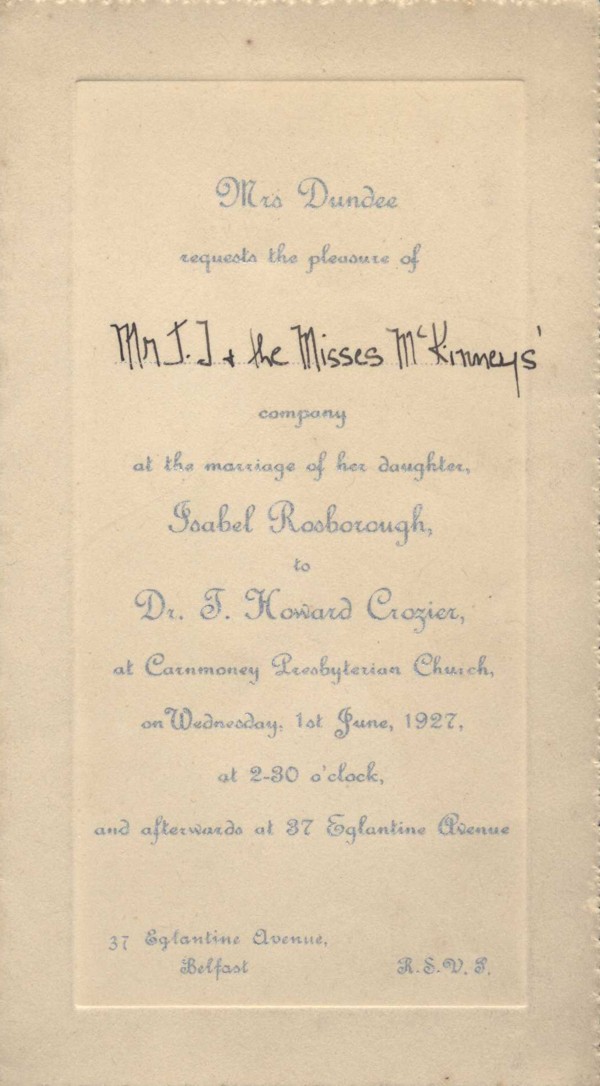 Mrs Dundee
requests the pleasure of
Mr J. J & the Misses McKinneys'
company
at the marriage of her daughter,
Isabel Rosborough,
to
Dr. T. Howard Crozier,
at Carnmoney Presbyterian Church,
on Wednesday, 1st June, 1927,
at 2-30 o'clock,
and afterwards at 37 Eglantine Avenue
37 Eglantine Avenue,
Belfast
R.S.V.P.